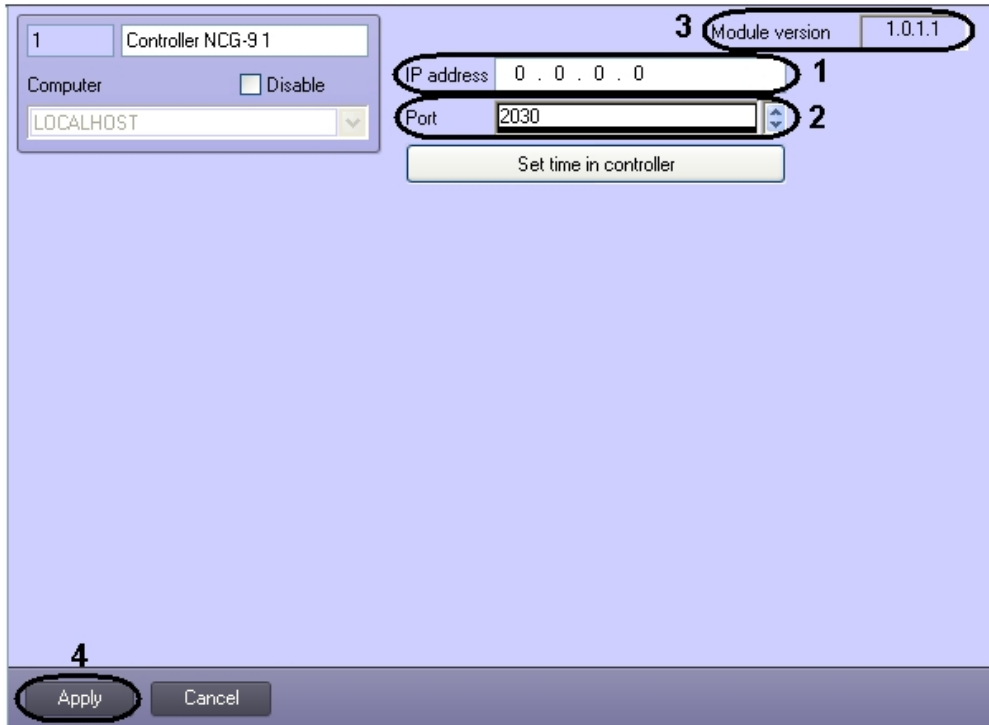 1 Controller NCG-9 1
Computer Disable
LOCALHOST
3 Module version 1.0.1.1
IP address 0 . 0 . 0 . 0 1
Port 2030 2
Set time in controller
4
Apply Cancel